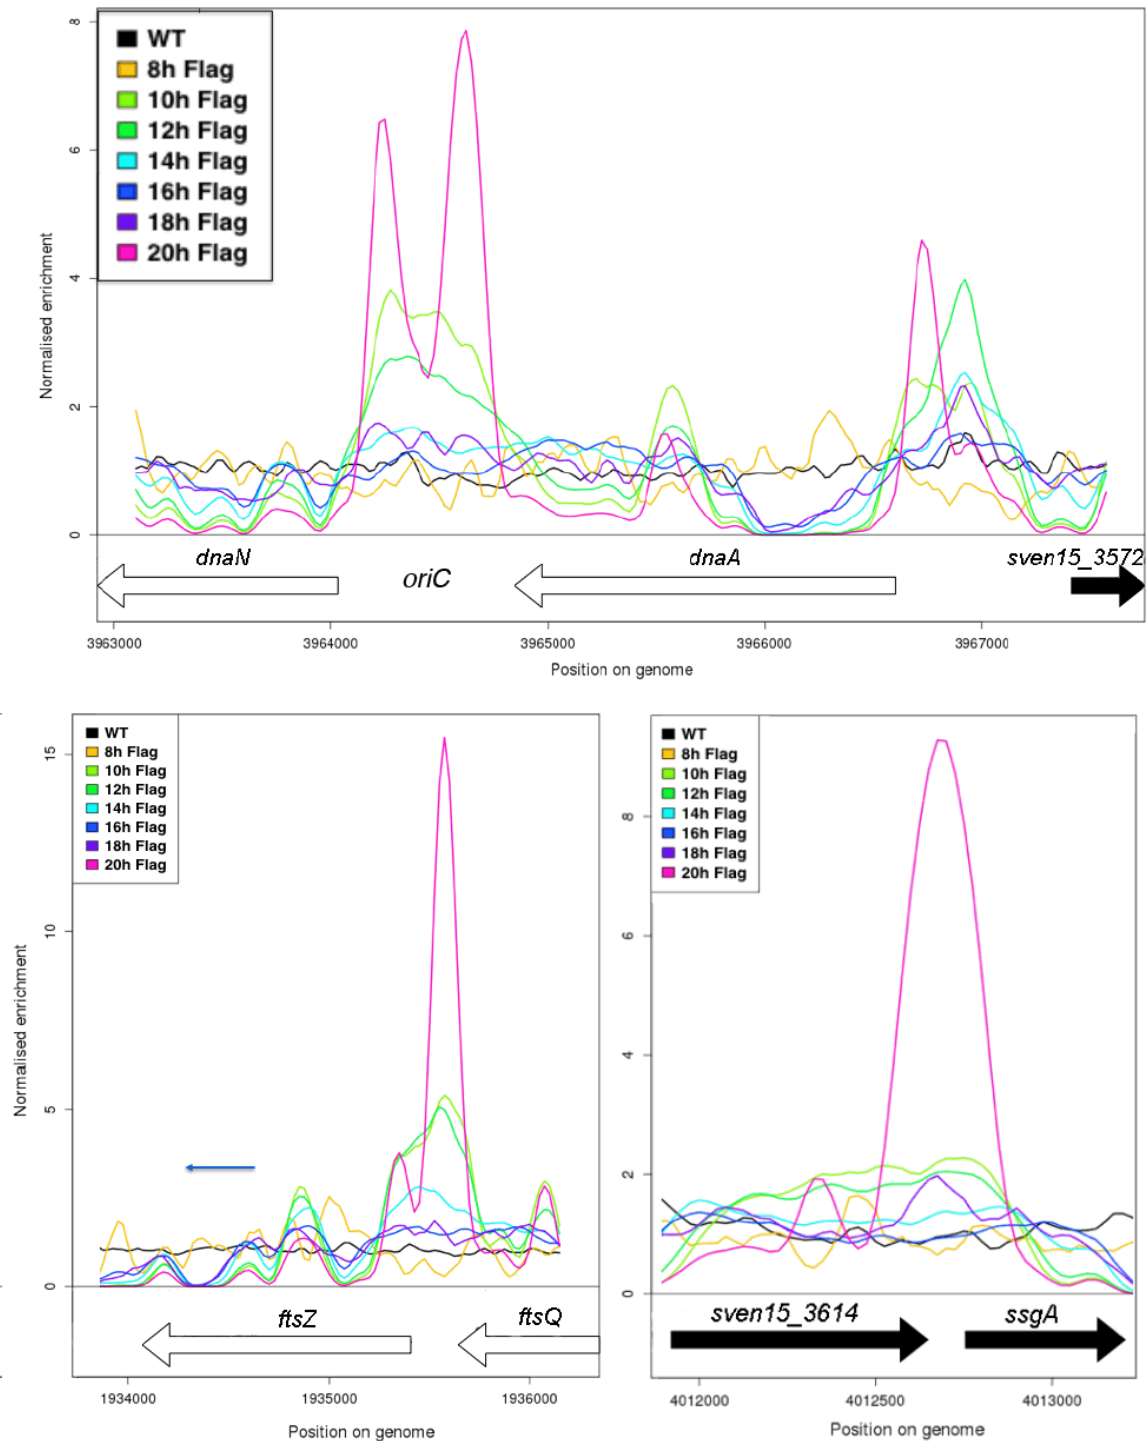 8
6
4
2
0
Normalised enrichment
WT
8h Flag
10h Flag
12h Flag
14h Flag
16h Flag
18h Flag
20h Flag
dnaN
oriC
dnaA
sven15_3572
3963000 3964000 3965000 3966000 3967000
Position on genome
15
10
5
0
Normalised enrichment
WT
8h Flag
10h Flag
12h Flag
14h Flag
16h Flag
18h Flag
20h Flag
ftsZ
ftsQ
1934000 1935000 1936000
Position on genome
8
6
4
2
0
WT
8h Flag
10h Flag
12h Flag
14h Flag
16h Flag
18h Flag
20h Flag
sven15_3614
ssgA
4012000 4012500 4013000
Position on genome